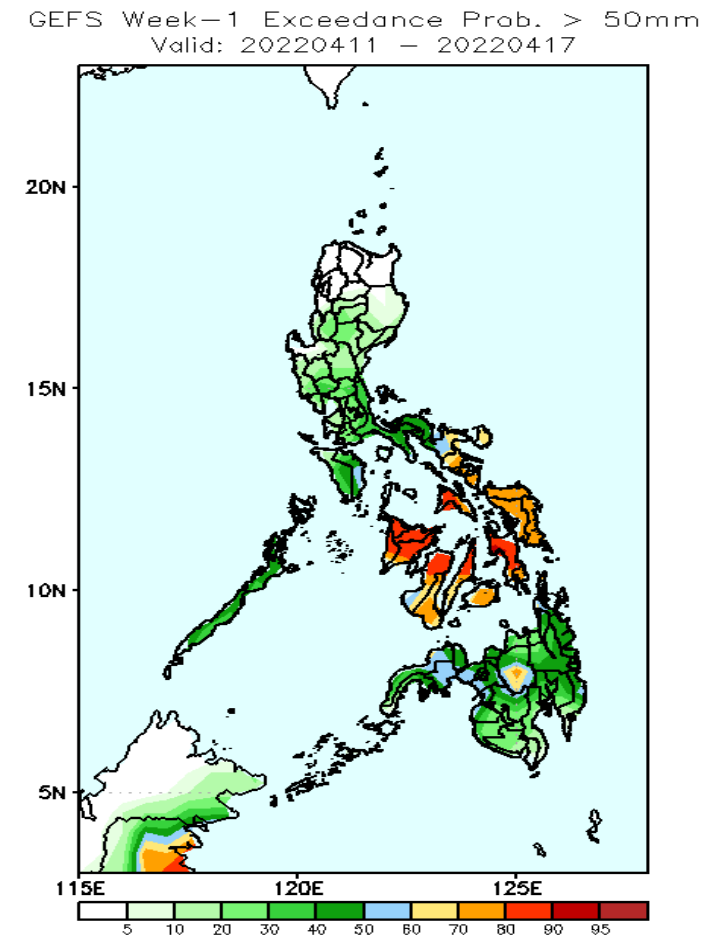 GEFS Week-1 Exceedance Prob. > 50mm
Valid: 20220411 - 20220417
20N
15N
10N
5N
115E 120E 125E
5 10 20 30 40 50 60 70 80 90 95